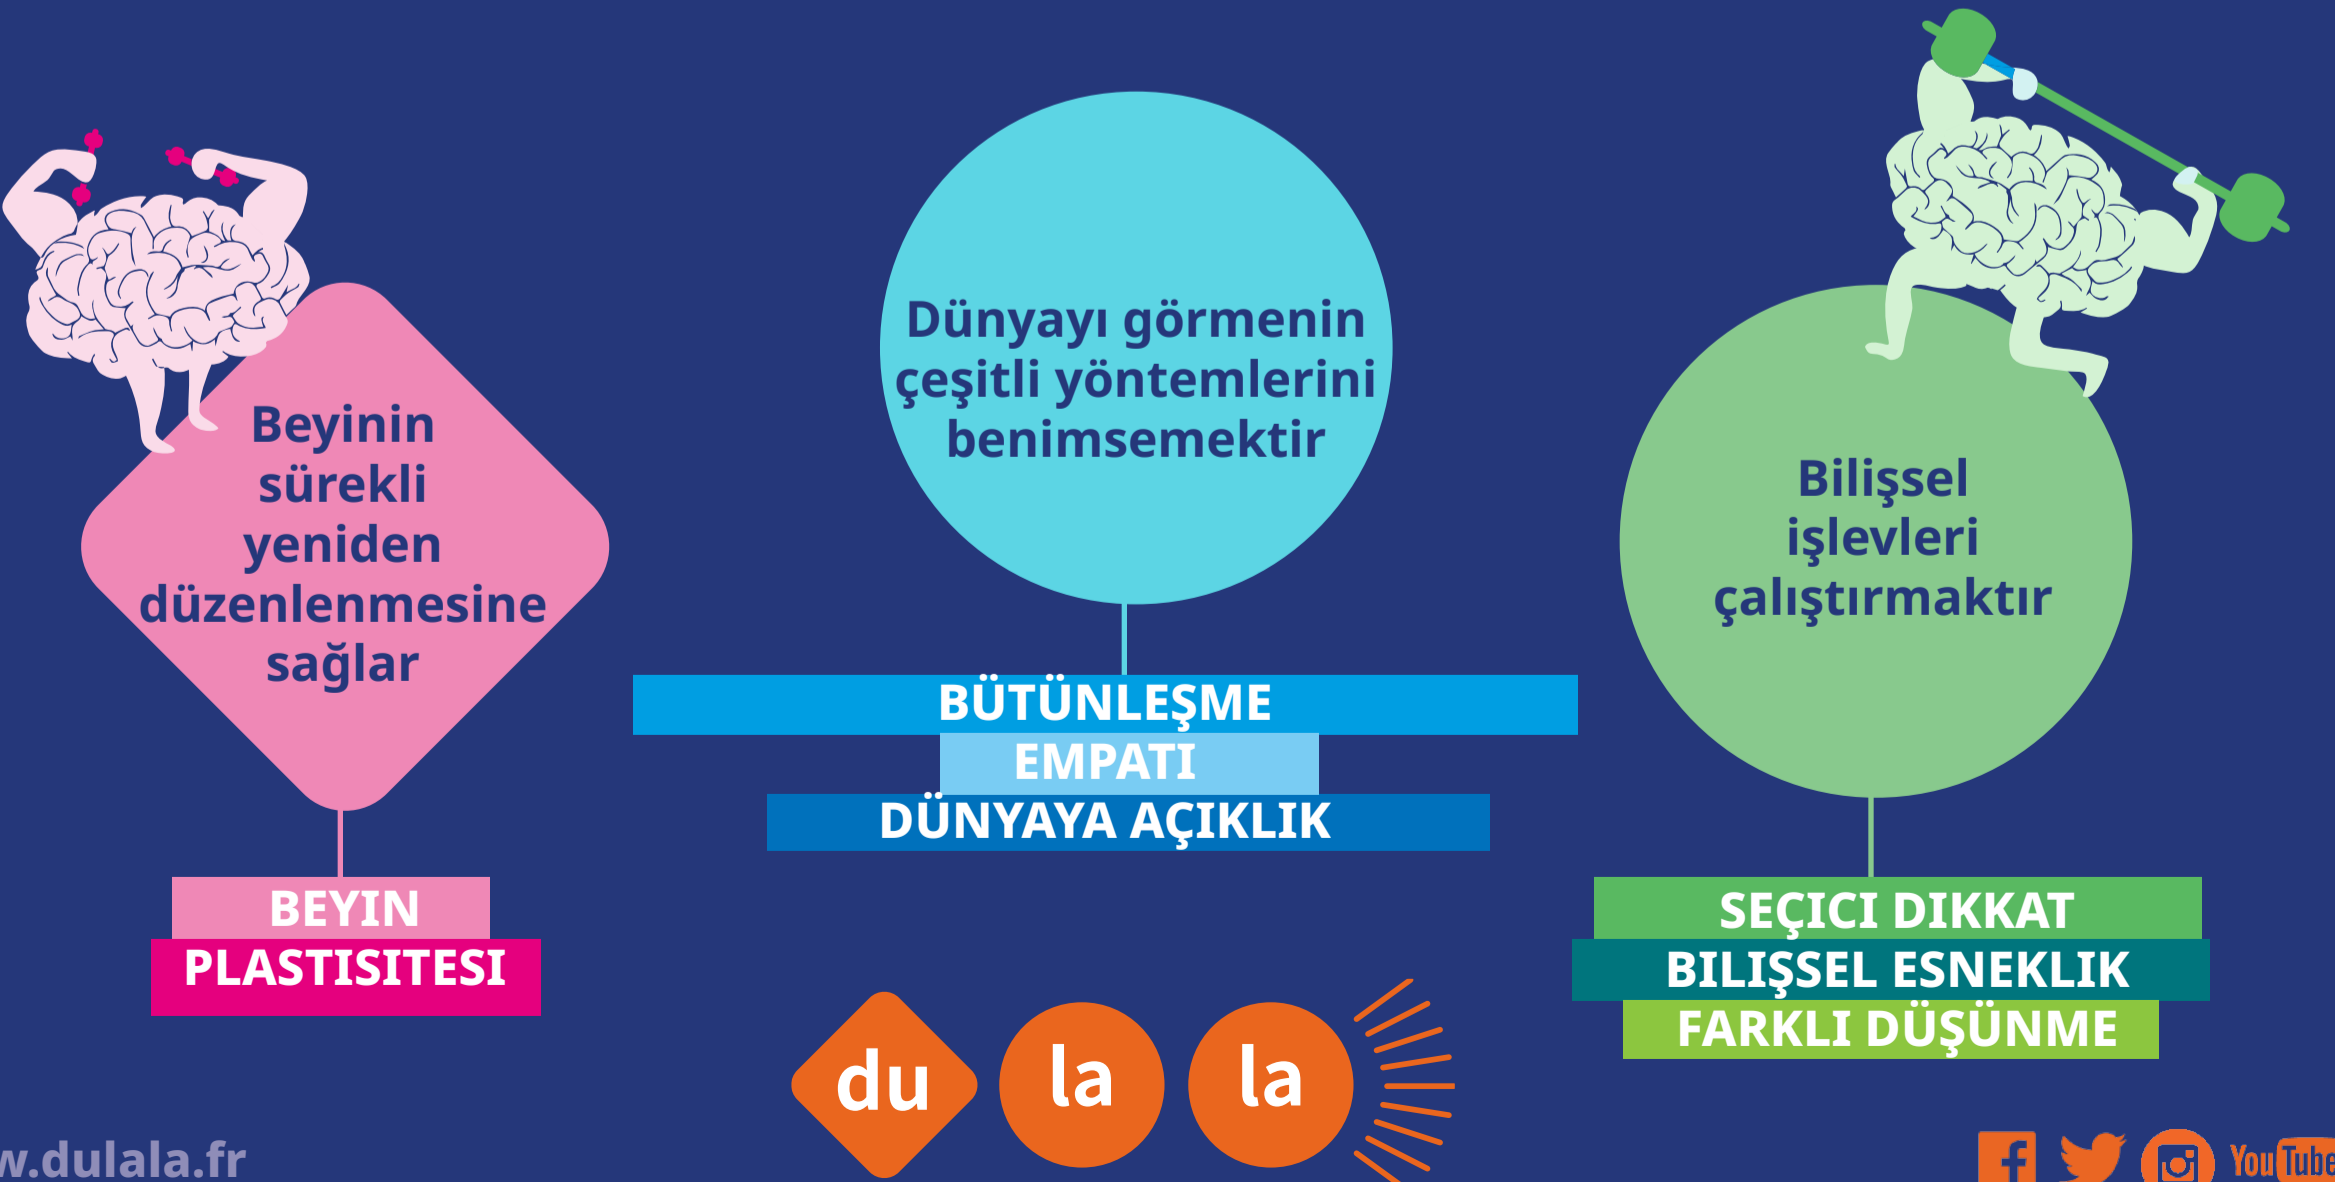 Beyinin
sürekli
yeniden
düzenlenmesine
sağlar
BEYIN
PLASTISITESI
Dünyayı görmenin
çeşitli yöntemlerini
benimsemektir
BÜTÜNLEŞME
EMPATI
DÜNYAYA AÇIKLIK
Bilişsel
işlevleri
çalıştırmaktır
SEÇICI DIKKAT
BILIŞSEL ESNEKLIK
FARKLI DÜŞÜNME
du la la
w.dulala.fr
YouTube